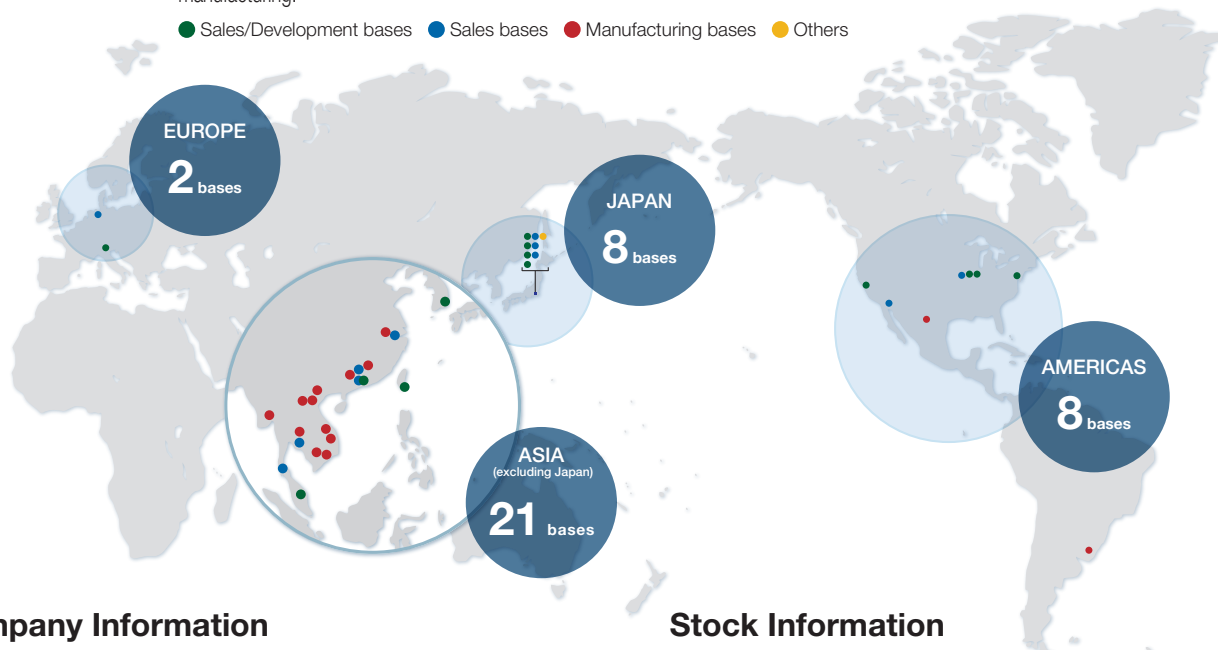 manufacturing.
Sales/Development bases Sales bases Manufacturing bases Others
EUROPE
2 bases
JAPAN
8 bases
AMERICAS
8 bases
ASIA
(excluding Japan)
21 bases
mpany Information
Stock Information